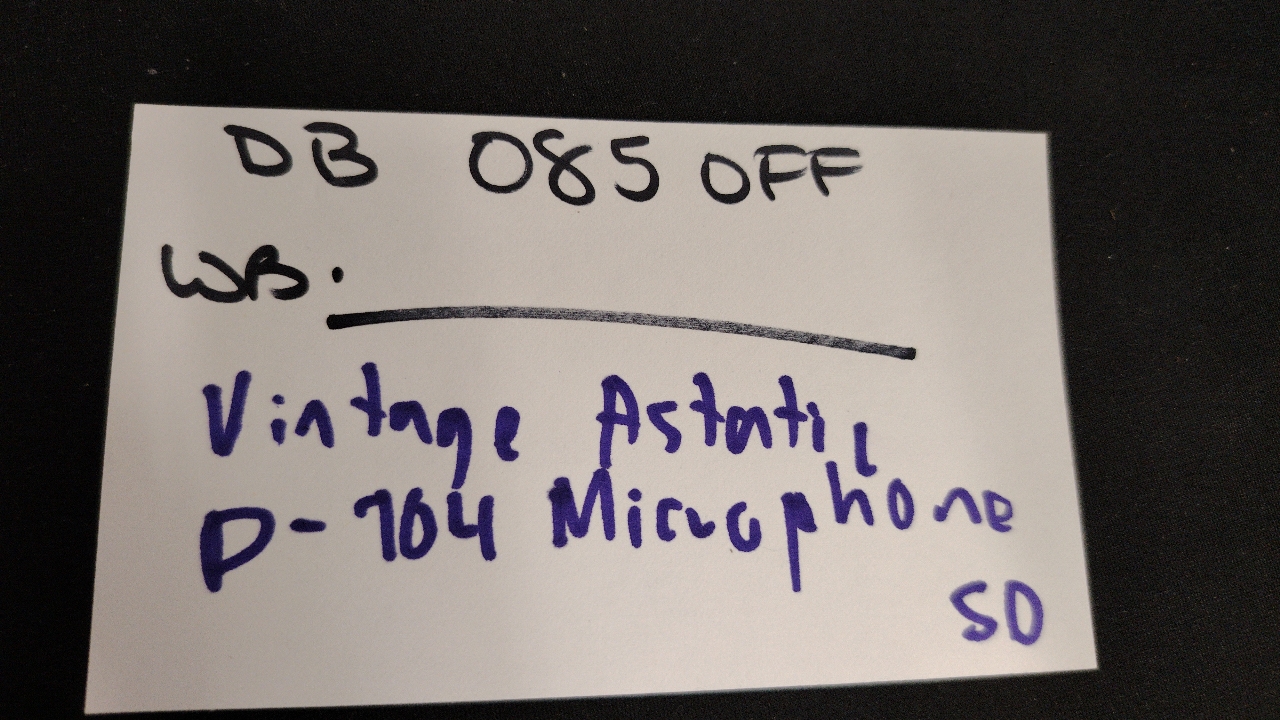 DB 085 OFF
WB.
Vintage Astatic
D-104 Microphone
SD